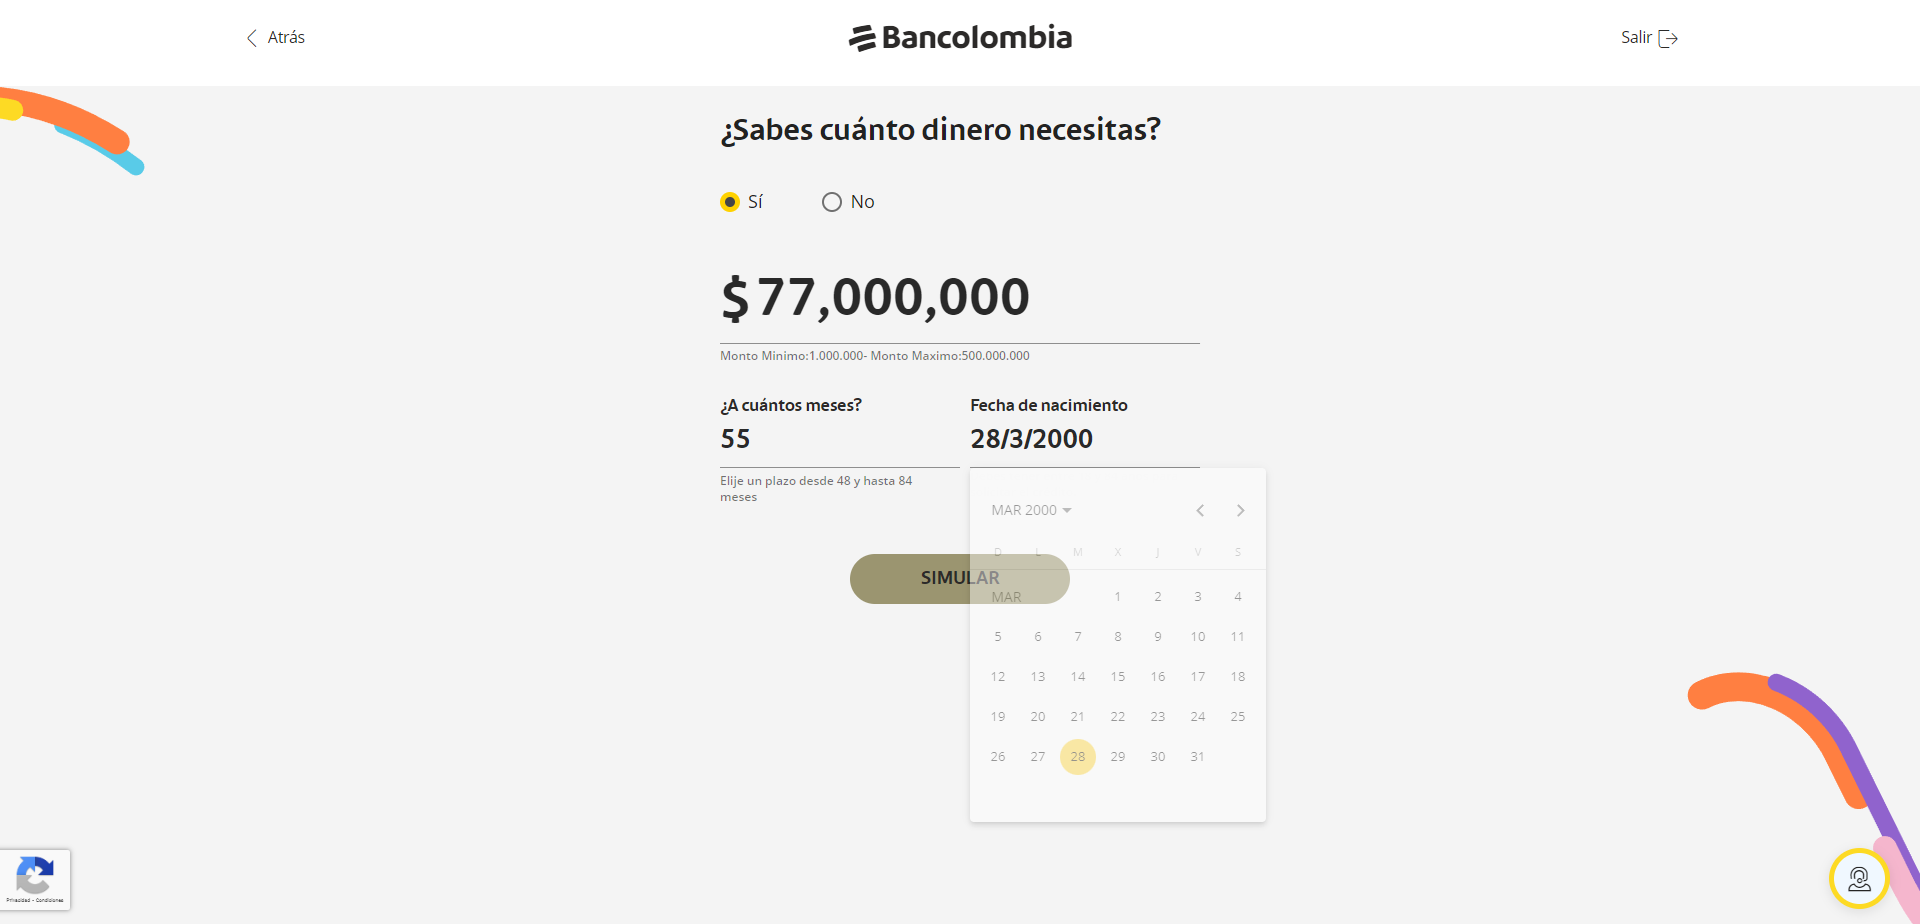 Atrás
Bancolombia
Salir
¿Sabes cuánto dinero necesitas?
Sí
No
$ 77,000,000
Monto Minimo:1.000.000- Monto Maximo:500.000.000
¿A cuántos meses?
Fecha de nacimiento
55
28/3/2000
Elije un plazo desde 48 y hasta 84
meses
MAR 2000
D L M X J V S
SIMULAR
MAR 1 2 3 4
5 6 7 8 9 10 11
12 13 14 15 16 17 18
19 20 21 22 23 24 25
26 27 28 29 30 31
Privacidad - Condiciones